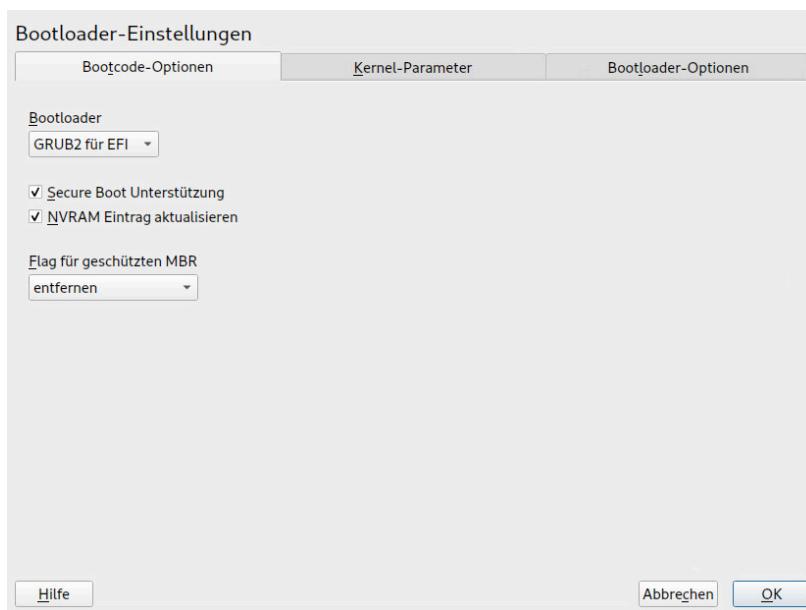 Bootloader-Einstellungen
Bootcode-Optionen Kernel-Parameter Bootloader-Optionen
Bootloader
GRUB2 für EFI
Secure Boot Unterstützung
NVRAM Eintrag aktualisieren
Flag für geschützten MBR
entfernen
Hilfe Abbrechen OK